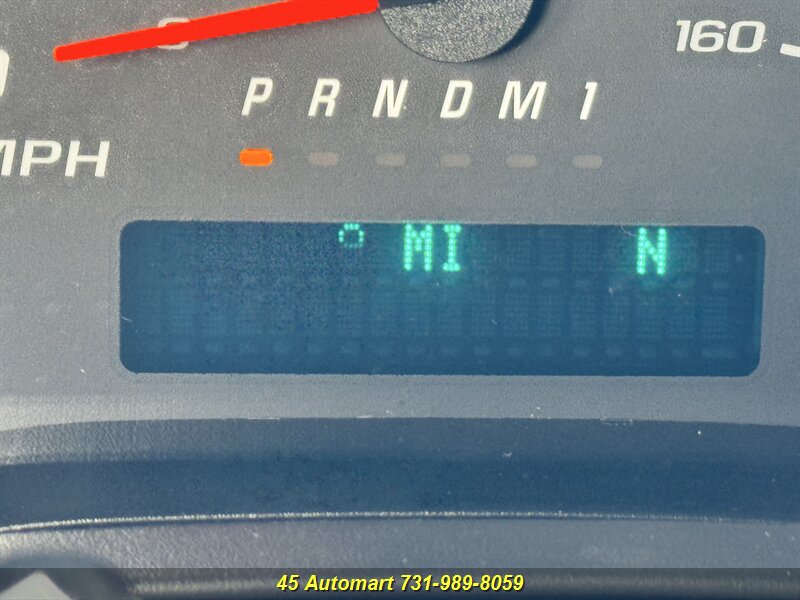 160
P R N D M 1
MPH
° MI N
45 Automart 731-989-8059